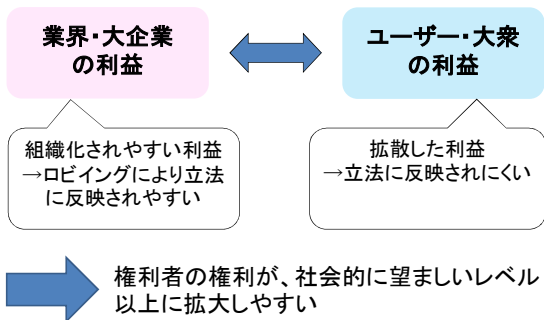 業界・大企業
の利益
ユーザー・大衆
の利益
組織化されやすい利益
→ロビイングにより立法
に反映されやすい
拡散した利益
→立法に反映されにくい
権利者の権利が、社会的に望ましいレベル
以上に拡大しやすい